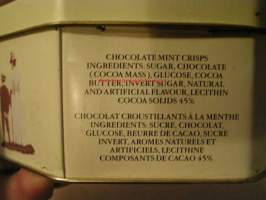 CHOCOLATE MINT CRISPS
INGREDIENTS: SUGAR, CHOCOLATE
(COCOA MASS), GLUCOSE, COCOA
BUTTER, INVERT SUGAR, NATURAL
AND ARTIFICIAL FLAVOUR, LECITHIN
COCOA SOLIDS 45%
CHOCOLAT CROUSTILLANTS À LA MENTHE
INGREDIENTS: SUCRE, CHOCOLAT,
GLUCOSE, BEURRE DE CACAO, SUCRE
INVERT, AROMES NATURELS ET
ARTIFICIELS, LECITHINE
COMPOSANTS DE CACAO 45%